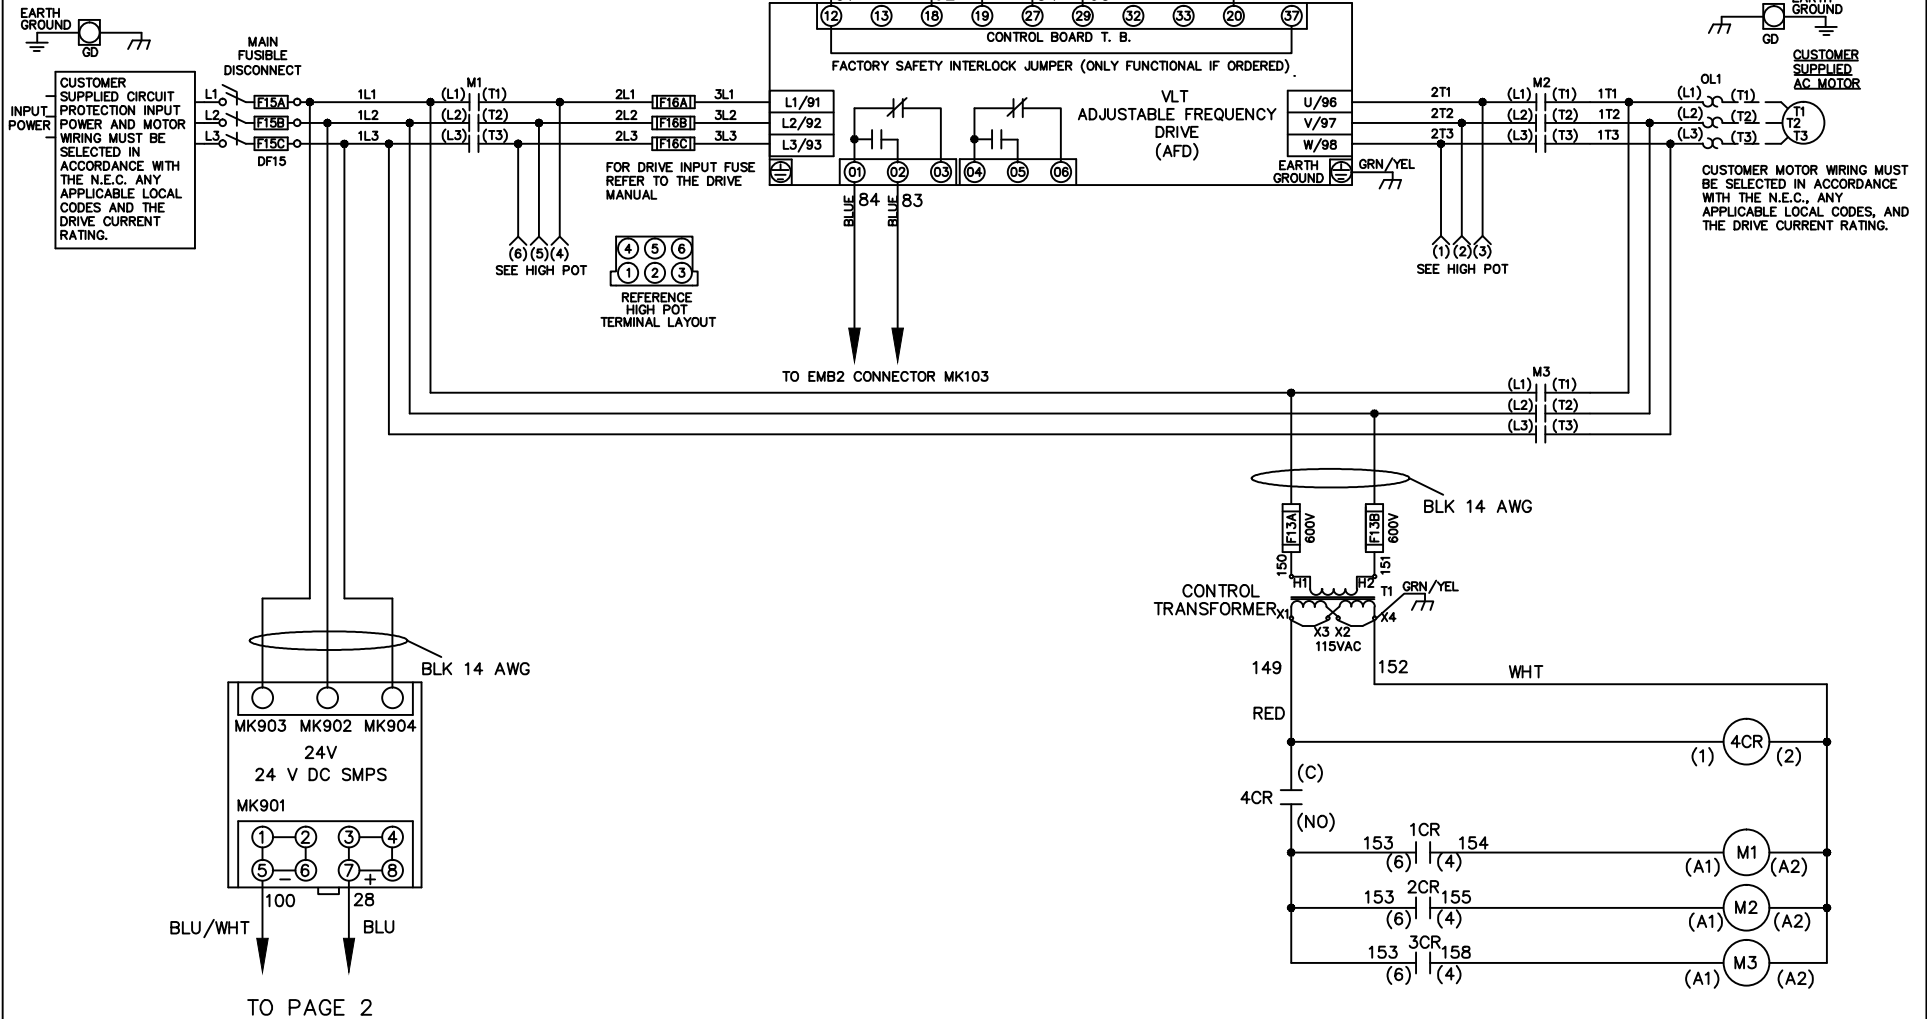 EARTH
GROUND
GD
MAIN
FUSIBLE
DISCONNECT
CUSTOMER
SUPPLIED CIRCUIT
PROTECTION INPUT
POWER AND MOTOR
WIRING MUST BE
SELECTED IN
ACCORDANCE WITH
THE N.E.C. ANY
APPLICABLE LOCAL
CODES AND THE
DRIVE CURRENT
RATING.
INPUT
POWER
L1 F15A 1L1 (L1) M1 (T1) 2L1 F16A 3L1 L1/91
L2 F15B 1L2 (L2) (T2) 2L2 F16B 3L2 L2/92
L3 F15C 1L3 (L3) (T3) 2L3 F16C 3L3 L3/93
DF15
FOR DRIVE INPUT FUSE
REFER TO THE DRIVE
MANUAL
(6) (5) (4)
SEE HIGH POT
4 5 6
1 2 3
REFERENCE
HIGH POT
TERMINAL LAYOUT
12 13 18 19 27 29 32 33 20 37
CONTROL BOARD T. B.
FACTORY SAFETY INTERLOCK JUMPER (ONLY FUNCTIONAL IF ORDERED)
VLT
ADJUSTABLE FREQUENCY
DRIVE
(AFD)
01 02 03 04 05 06
BLUE 84 BLUE 83
TO EMB2 CONNECTOR MK103
EARTH
GROUND
GRN/YEL
U/96 2T1 (L1) M2 (T1) 1T1 (L1) OL1 (T1) T1
V/97 2T2 (L2) (T2) 1T2 (L2) (T2) T2
W/98 2T3 (L3) (T3) 1T3 (L3) (T3) T3
(1) (2) (3)
SEE HIGH POT
GROUND
GD
CUSTOMER
SUPPLIED
AC MOTOR
CUSTOMER MOTOR WIRING MUST
BE SELECTED IN ACCORDANCE
WITH THE N.E.C., ANY
APPLICABLE LOCAL CODES, AND
THE DRIVE CURRENT RATING.
M3
(L1) (T1)
(L2) (T2)
(L3) (T3)
BLK 14 AWG
F13A 600V F13B 600V
150 151
H1 H2 T1 GRN/YEL
CONTROL
TRANSFORMER
X1 X3 X2 X4
115VAC
149 152 WHT
RED
(1) 4CR (2)
(C)
4CR
(NO)
153 1CR 154
(6) (4) (A1) M1 (A2)
153 2CR 155
(6) (4) (A1) M2 (A2)
153 3CR 158
(6) (4) (A1) M3 (A2)
BLK 14 AWG
MK903 MK902 MK904
24V
24 V DC SMPS
MK901
1 2 3 4
5 – 6 7 + 8
100 28
BLU/WHT BLU
TO PAGE 2